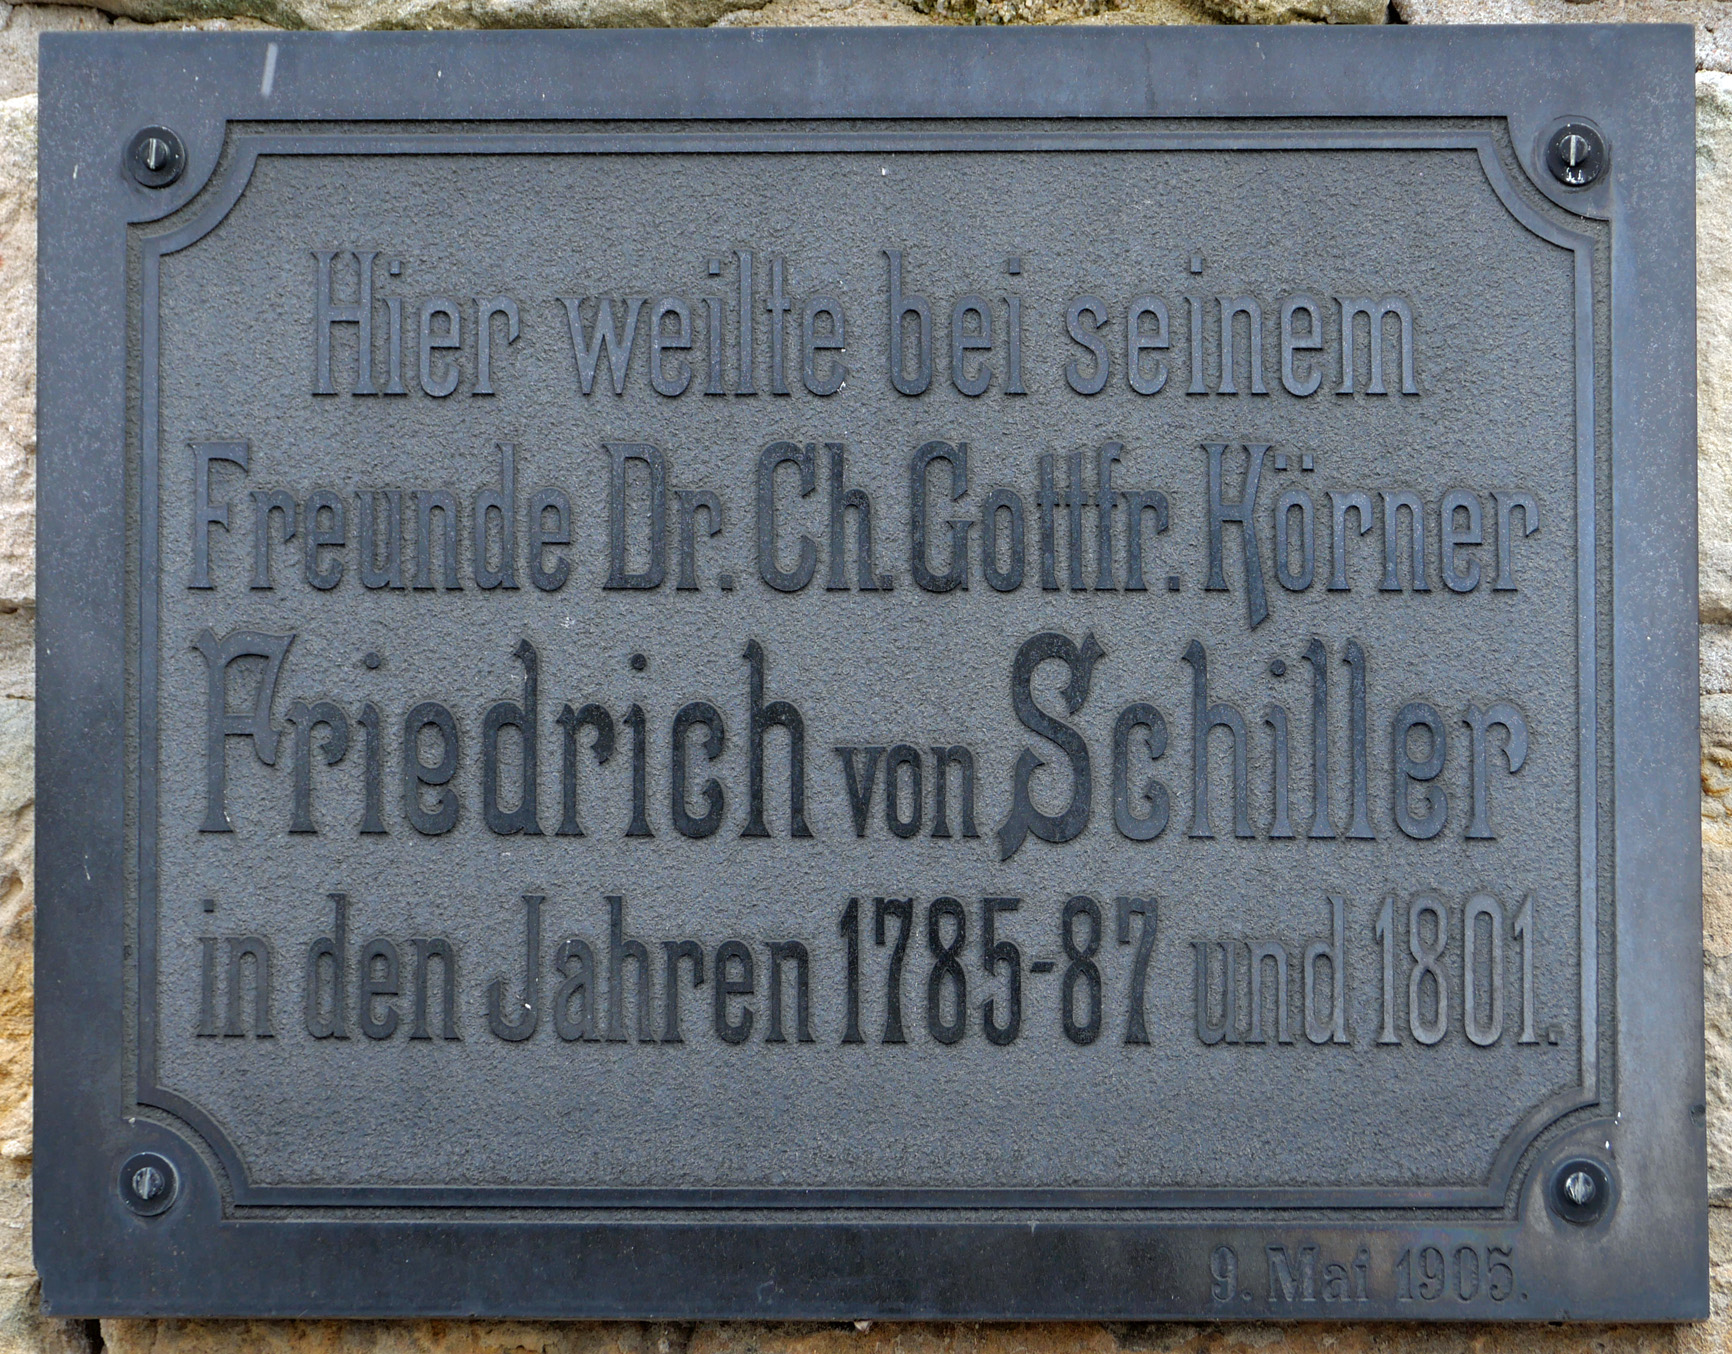 Hier weilte bei seinem
Freunde Dr. Ch. Gottfr. Körner
Friedrich von Schiller
in den Jahren 1785-87 und 1801.
9. Mai 1905.